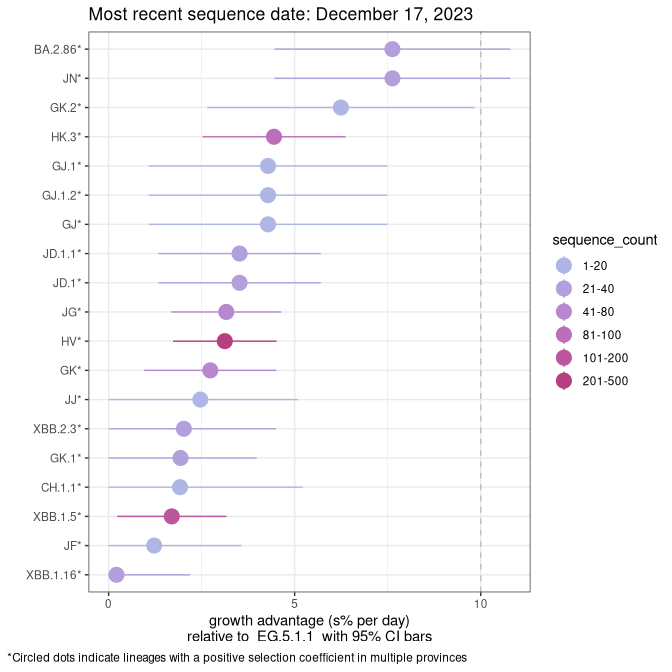 Most recent sequence date: December 17, 2023
BA.2.86*
JN*
GK.2*
HK.3*
GJ.1*
GJ.1.2*
GJ*
JD.1.1*
JD.1*
JG*
HV*
GK*
JJ*
XBB.2.3*
GK.1*
CH.1.1*
XBB.1.5*
JF*
XBB.1.16*
0 5 10
growth advantage (s% per day)
relative to EG.5.1.1 with 95% CI bars
sequence_count
1-20
21-40
41-80
81-100
101-200
201-500
*Circled dots indicate lineages with a positive selection coefficient in multiple provinces